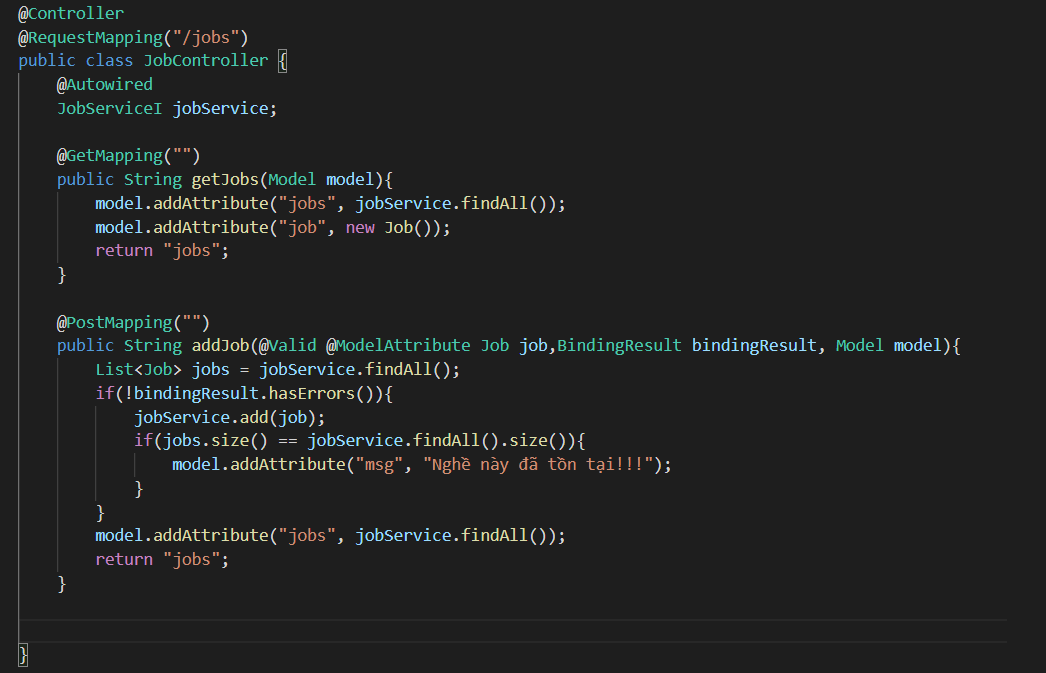 @Controller
@RequestMapping("/jobs")
public class JobController {
@Autowired
JobServiceI jobService;
@GetMapping("")
public String getJobs(Model model){
model.addAttribute("jobs", jobService.findAll());
model.addAttribute("job", new Job());
return "jobs";
}
@PostMapping("")
public String addJob(@Valid @ModelAttribute Job job,BindingResult bindingResult, Model model){
List<Job> jobs = jobService.findAll();
if(!bindingResult.hasErrors()){
jobService.add(job);
if(jobs.size() == jobService.findAll().size()){
model.addAttribute("msg", "Nghề này đã tồn tại!!!");
}
}
model.addAttribute("jobs", jobService.findAll());
return "jobs";
}
}